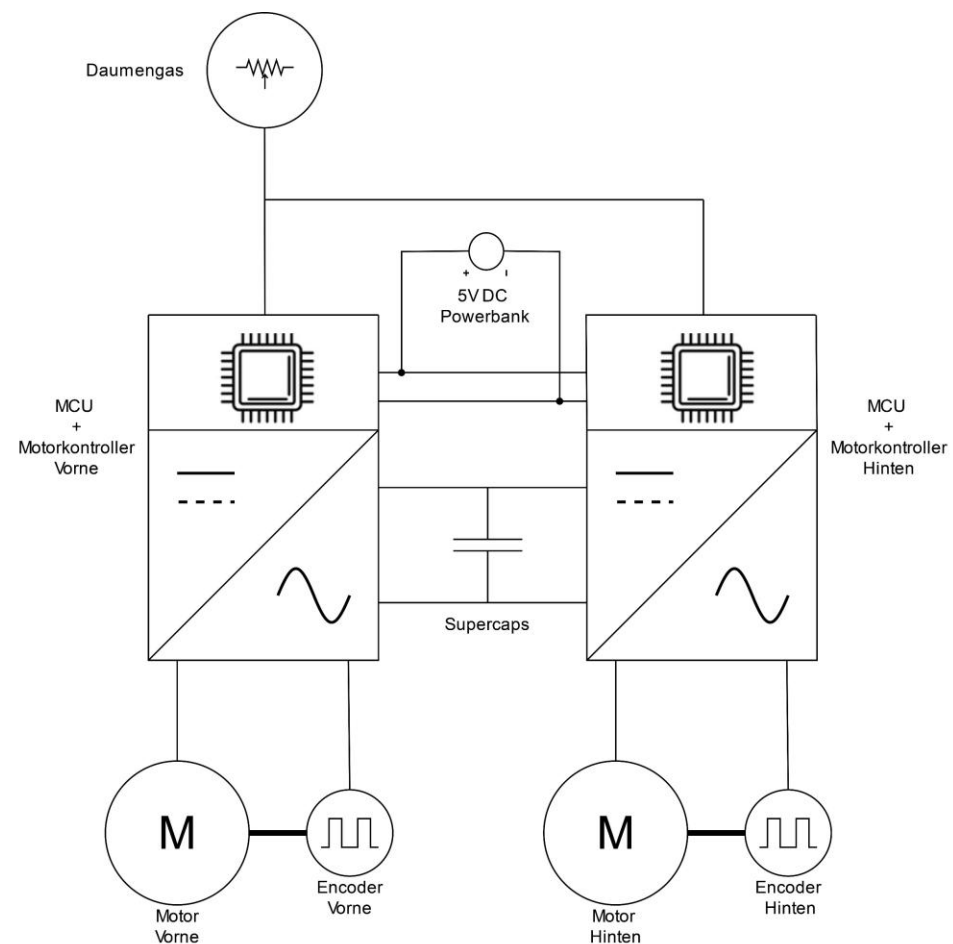 Daumengas
+ -
5V DC
Powerbank
MCU
+
Motorkontroller
Vorne
MCU
+
Motorkontroller
Hinten
Supercaps
M
M
Encoder
Vorne
Encoder
Hinten
Motor
Vorne
Motor
Hinten